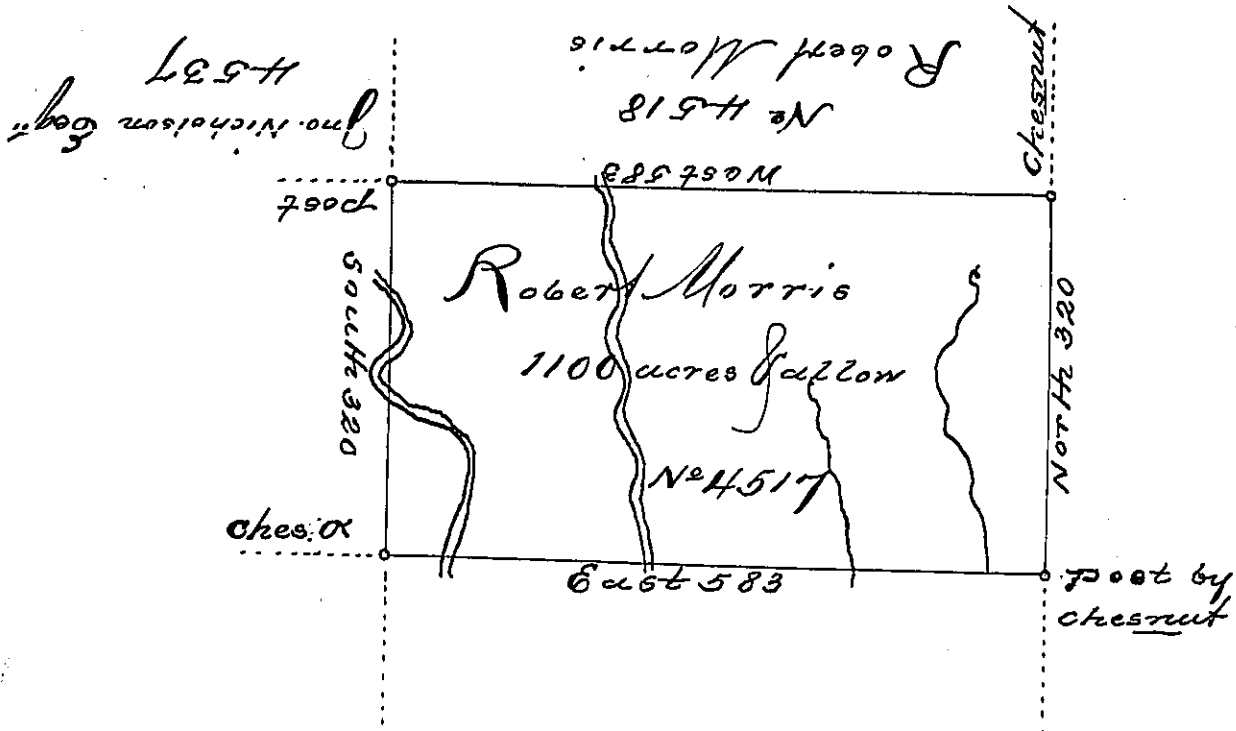 Jno. Nicholson Esqr.
4537
Robert Morris
No 4518
Chesnut
West 583
post
South 320
Robert Morris
1100 acres & allow
No 4517
North 320
Ches. O
East 583
post by
chesnut